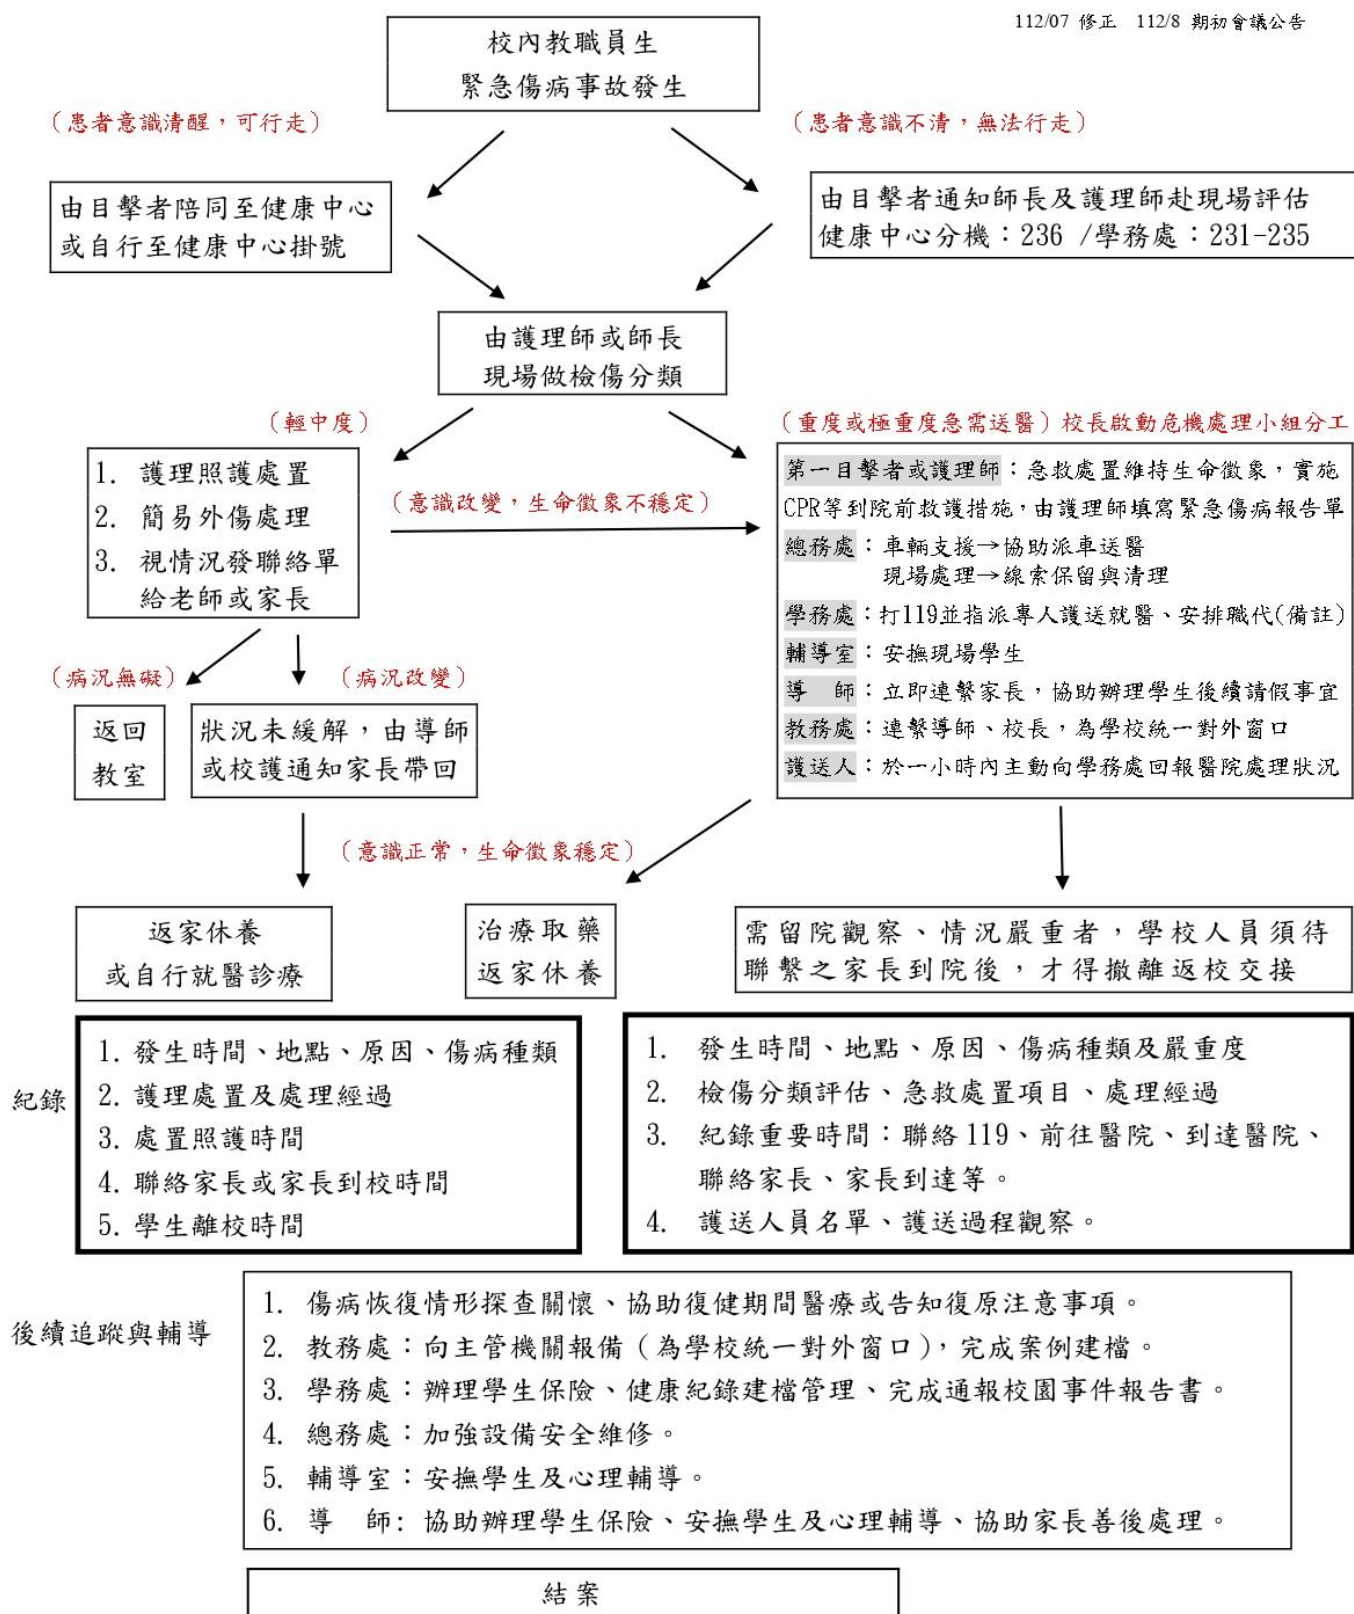 112/07 修正 112/8 期初會議公告
校內教職員生
緊急傷病事故發生
(患者意識清醒,可行走)
(患者意識不清,無法行走)
由目擊者陪同至健康中心
或自行至健康中心掛號
由目擊者通知師長及護理師赴現場評估
健康中心分機:236 /學務處:231-235
由護理師或師長
現場做檢傷分類
(輕中度)
(重度或極重度急需送醫)校長啟動危機處理小組分工
1. 護理照護處置
2. 簡易外傷處理
3. 視情況發聯絡單
給老師或家長
(意識改變,生命徵象不穩定)
第一目擊者或護理師:急救處置維持生命徵象,實施
CPR等到院前救護措施,由護理師填寫緊急傷病報告單
總務處:車輛支援→協助派車送醫
現場處理→線索保留與清理
學務處:打119並指派專人護送就醫、安排職代(備註)
輔導室:安撫現場學生
導 師:立即連繫家長,協助辦理學生後續請假事宜
教務處:連繫導師、校長,為學校統一對外窗口
護送人:於一小時內主動向學務處回報醫院處理狀況
(病況無礙)
(病況改變)
返回
教室
狀況未緩解,由導師
或校護通知家長帶回
(意識正常,生命徵象穩定)
返家休養
或自行就醫診療
治療取藥
返家休養
需留院觀察、情況嚴重者,學校人員須待
聯繫之家長到院後,才得撤離返校交接
紀錄
1. 發生時間、地點、原因、傷病種類
2. 護理處置及處理經過
3. 處置照護時間
4. 聯絡家長或家長到校時間
5. 學生離校時間
1. 發生時間、地點、原因、傷病種類及嚴重度
2. 檢傷分類評估、急救處置項目、處理經過
3. 紀錄重要時間:聯絡 119、前往醫院、到達醫院、
聯絡家長、家長到達等。
4. 護送人員名單、護送過程觀察。
後續追蹤與輔導
1. 傷病恢復情形探查關懷、協助復健期間醫療或告知復原注意事項。
2. 教務處:向主管機關報備(為學校統一對外窗口),完成案例建檔。
3. 學務處:辦理學生保險、健康紀錄建檔管理、完成通報校園事件報告書。
4. 總務處:加強設備安全維修。
5. 輔導室:安撫學生及心理輔導。
6. 導 師: 協助辦理學生保險、安撫學生及心理輔導、協助家長善後處理。
結案